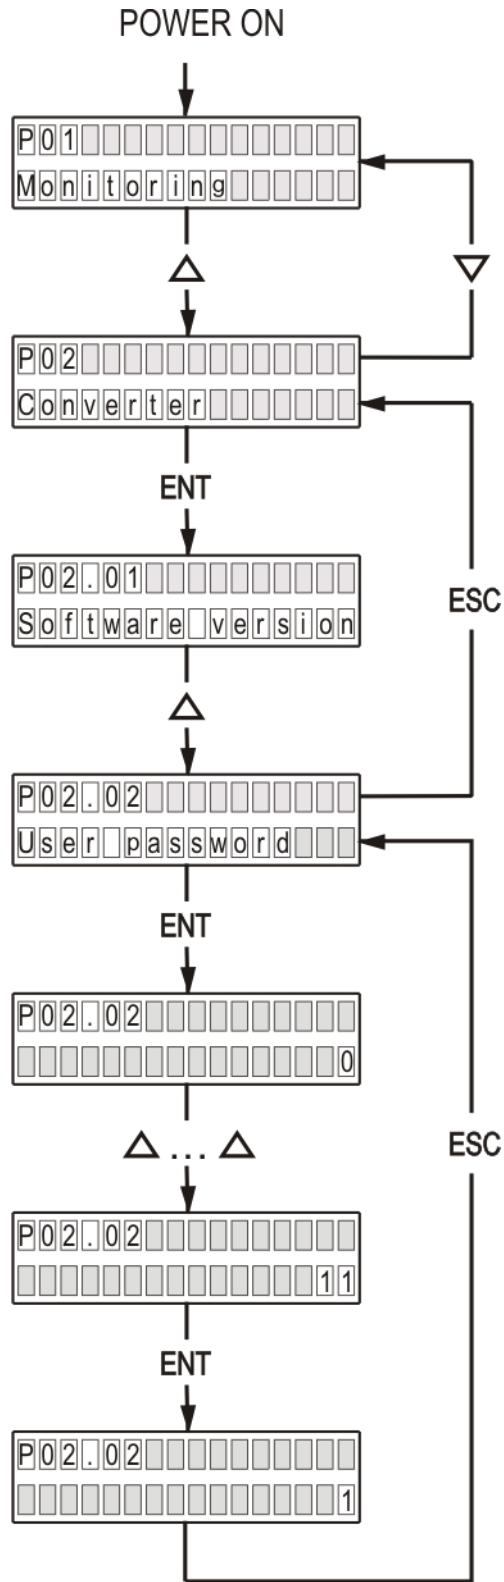 POWER ON
P01
Monitoring
P02
Converter
ENT
P02.01
Software version
ESC
P02.02
User password
ENT
P02.02
0
ESC
...
P02.02
11
ENT
P02.02
1